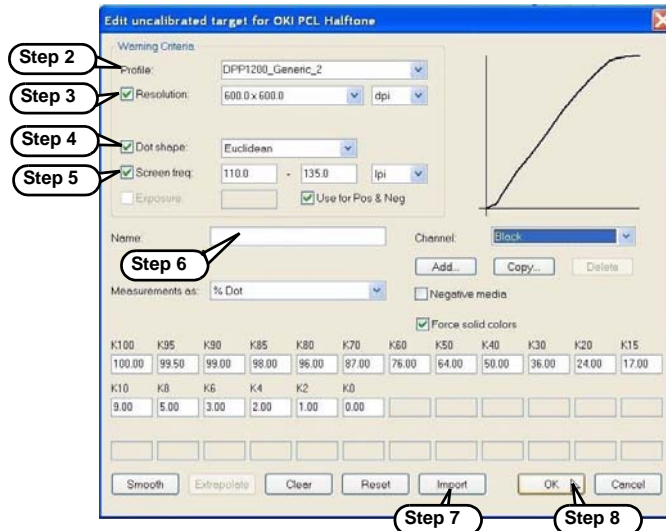 Edit uncalibrated target for OKI PCL Halftone
Warning Criteria
Step 2
Profile: DPP1200_Generic_2
Step 3
Resolution: 600.0 x 600.0 dpi
Step 4
Dot shape: Euclidean
Step 5
Screen freq: 110.0 - 135.0 lpi
Exposure: Use for Pos & Neg
Name: Channel: Black
Step 6
Add... Copy... Delete
Measurements as: % Dot Negative media
Force solid colors
K100 K95 K90 K85 K80 K70 K60 K50 K40 K30 K20 K15
100.00 99.50 99.00 98.00 96.00 87.00 76.00 64.00 50.00 36.00 24.00 17.00
K10 K8 K6 K4 K2 K0
9.00 5.00 3.00 2.00 1.00 0.00
Smooth Extrapolate Clear Reset Import OK Cancel
Step 7 Step 8